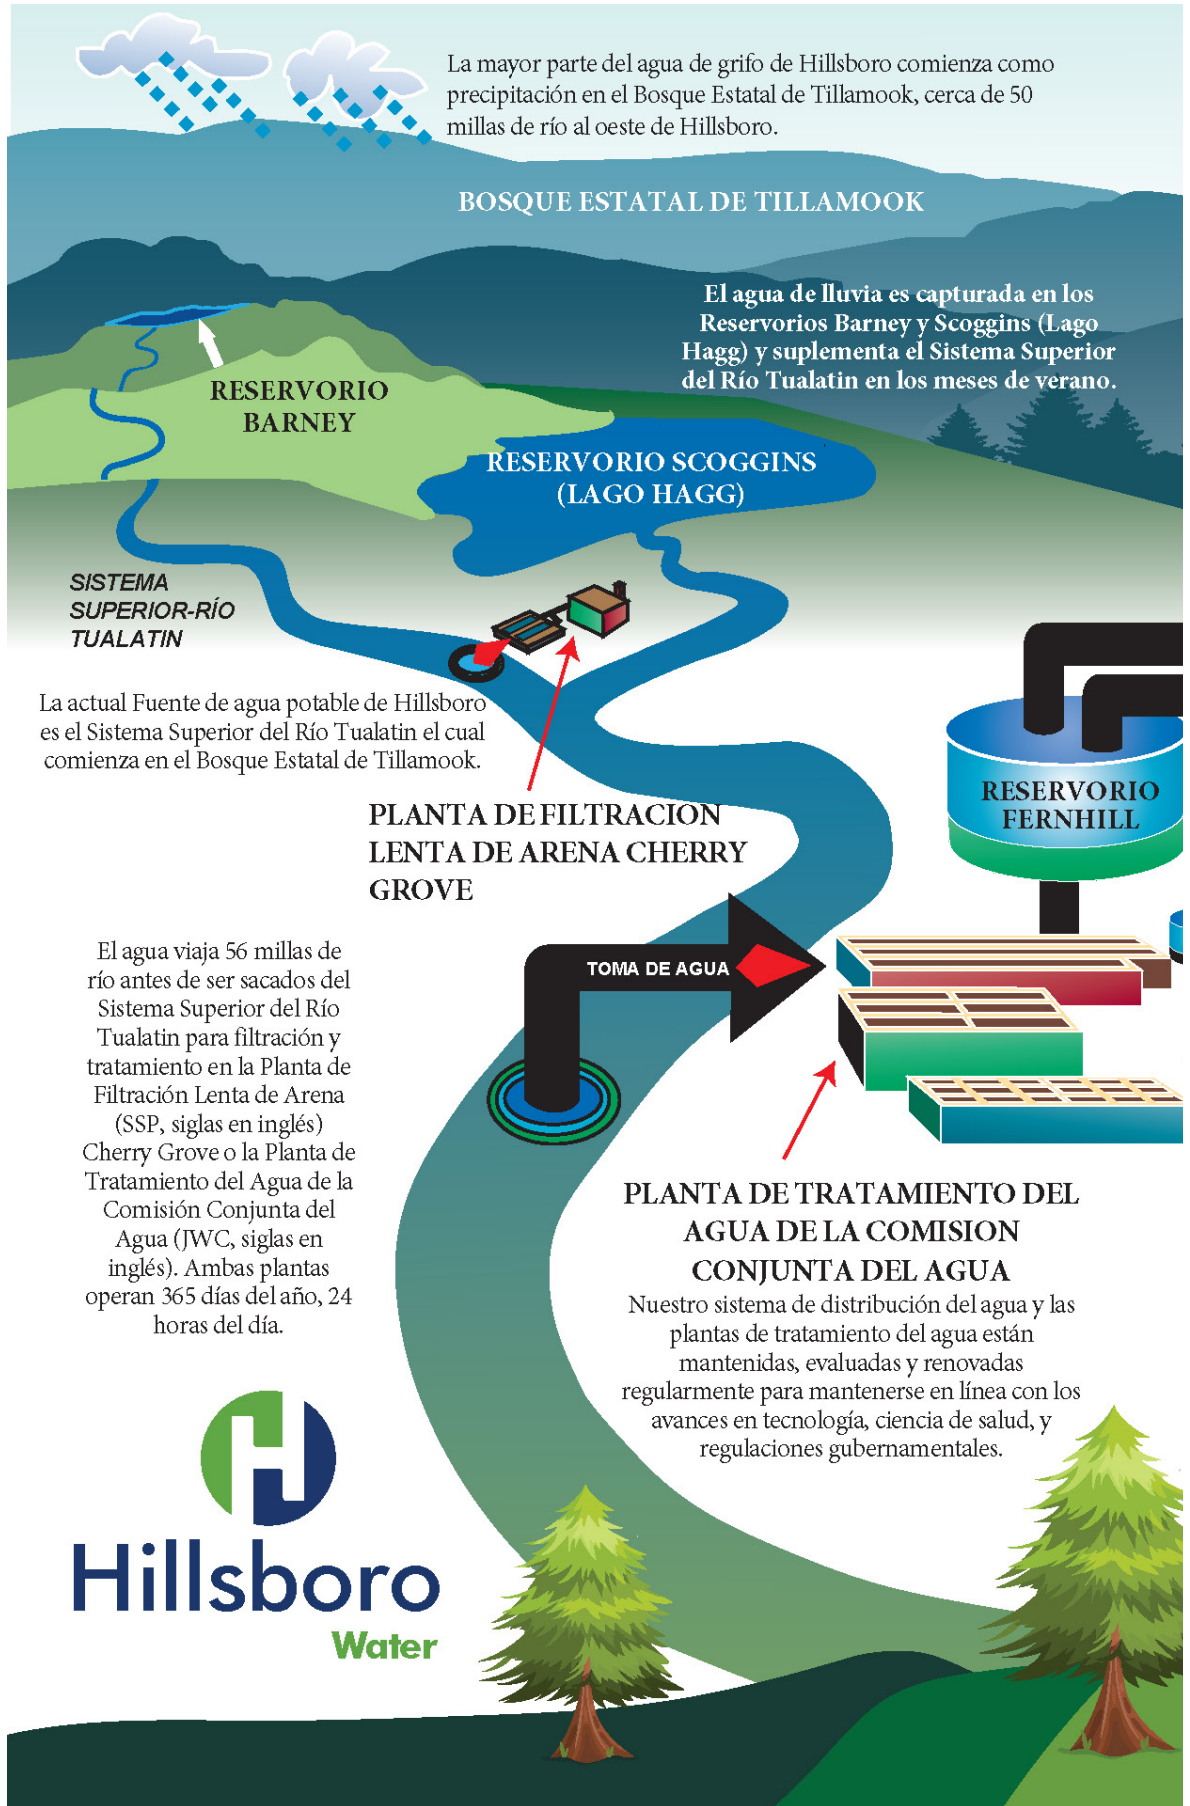 La mayor parte del agua de grifo de Hillsboro comienza como
precipitación en el Bosque Estatal de Tillamook, cerca de 50
millas de río al oeste de Hillsboro.
BOSQUE ESTATAL DE TILLAMOOK
El agua de lluvia es capturada en los
Reservorios Barney y Scoggins (Lago
Hagg) y suplementa el Sistema Superior
del Río Tualatin en los meses de verano.
RESERVORIO
BARNEY
RESERVORIO SCOGGINS
(LAGO HAGG)
SISTEMA
SUPERIOR-RÍO
TUALATIN
La actual Fuente de agua potable de Hillsboro
es el Sistema Superior del Río Tualatin el cual
comienza en el Bosque Estatal de Tillamook.
PLANTA DE FILTRACION
LENTA DE ARENA CHERRY
GROVE
RESERVORIO
FERNHILL
El agua viaja 56 millas de
río antes de ser sacados del
Sistema Superior del Río
Tualatin para filtración y
tratamiento en la Planta de
Filtración Lenta de Arena
(SSP, siglas en inglés)
Cherry Grove o la Planta de
Tratamiento del Agua de la
Comisión Conjunta del
Agua (JWC, siglas en
inglés). Ambas plantas
operan 365 días del año, 24
horas del día.
TOMA DE AGUA
PLANTA DE TRATAMIENTO DEL
AGUA DE LA COMISION
CONJUNTA DEL AGUA
Nuestro sistema de distribución del agua y las
plantas de tratamiento del agua están
mantenidas, evaluadas y renovadas
regularmente para mantenerse en línea con los
avances en tecnología, ciencia de salud, y
regulaciones gubernamentales.
Hillsboro
Water